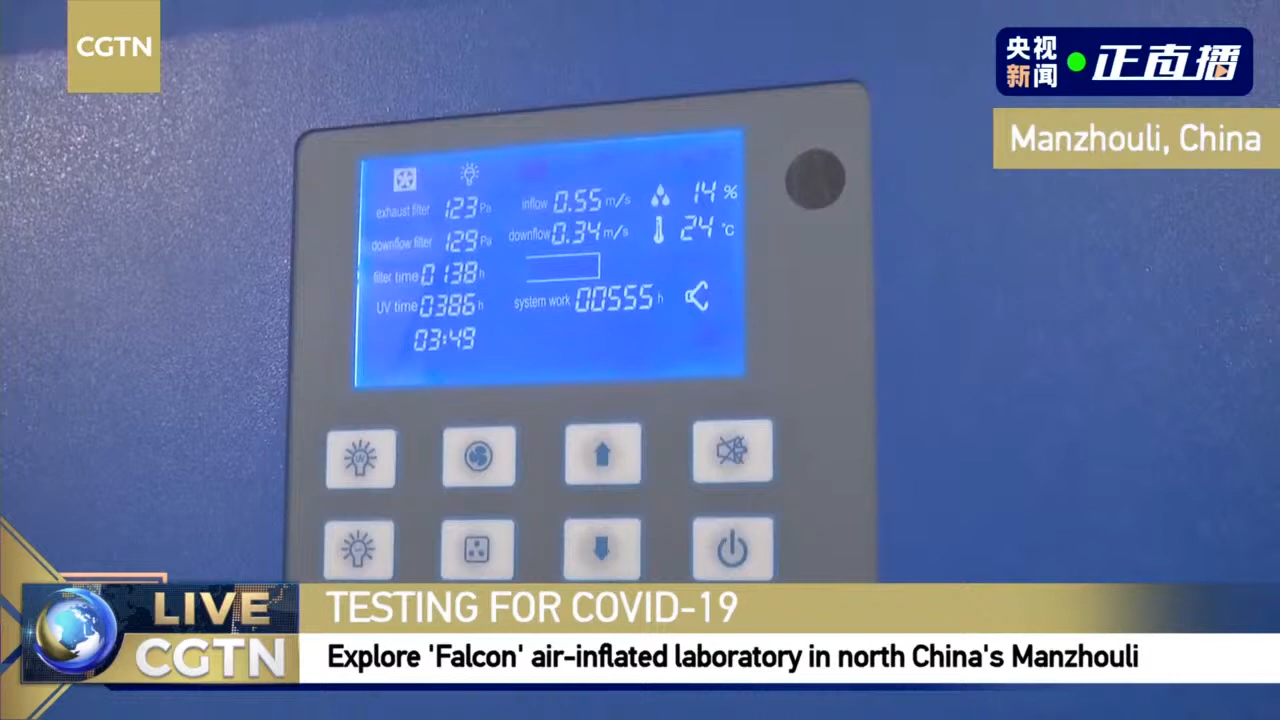 CGTN
央视
新闻
正直播
Manzhouli, China
exhaust filter 123 Pa
inflow 0.55 m/s
14 %
downflow filter 129 Pa
downflow 0.34 m/s
24 °C
filter time 0138 h
UV time 0386 h
system work 00555 h
03:49
LIVE
CGTN
TESTING FOR COVID-19
Explore 'Falcon' air-inflated laboratory in north China's Manzhouli